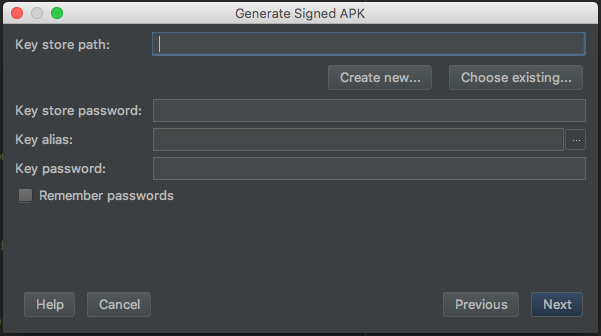 Generate Signed APK
Key store path:
Create new... Choose existing...
Key store password:
Key alias: ...
Key password:
Remember passwords
Help Cancel Previous Next